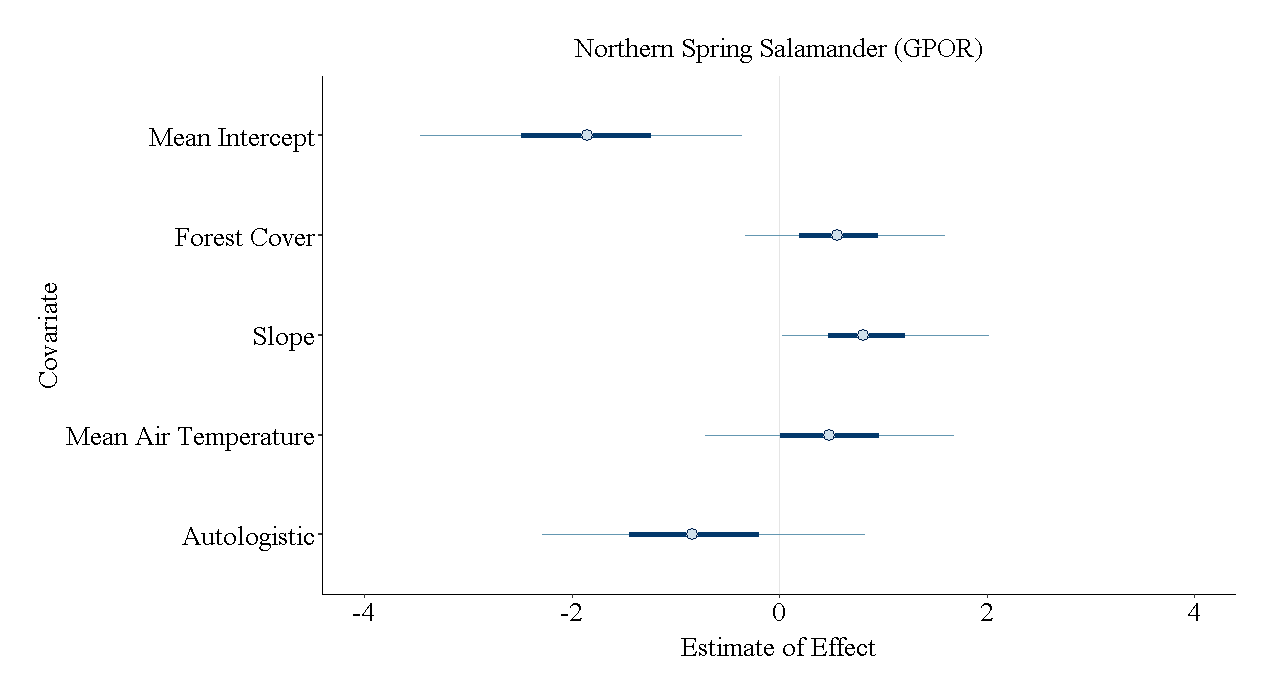 Northern Spring Salamander (GPOR)
Mean Intercept
Forest Cover
Slope
Mean Air Temperature
Autologistic
Covariate
-4 -2 0 2 4
Estimate of Effect